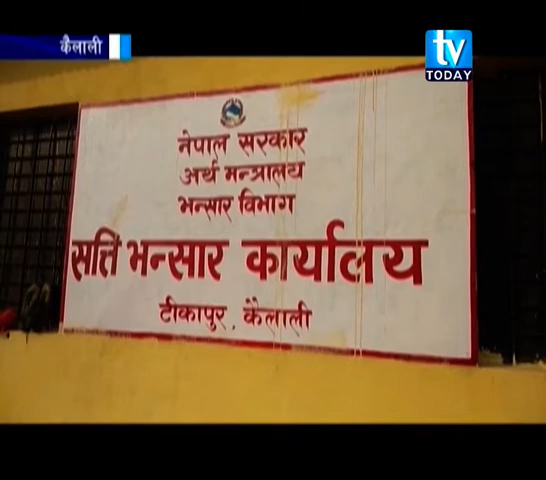 कैलाली
tv
TODAY
नेपाल सरकार
अर्थ मन्त्रालय
भन्सार विभाग
सत्ति भन्सार कार्यालय
टीकापुर, कैलाली